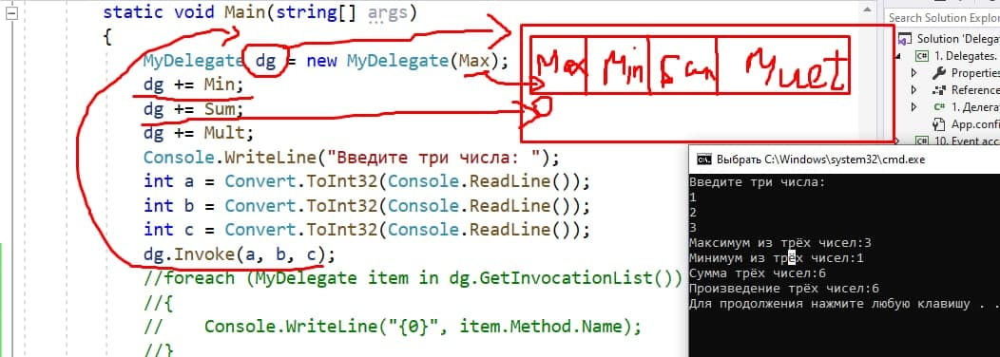 static void Main(string[] args)
{
MyDelegate dg = new MyDelegate(Max);
dg += Min;
dg += Sum;
dg += Mult;
Console.WriteLine("Введите три числа: ");
int a = Convert.ToInt32(Console.ReadLine());
int b = Convert.ToInt32(Console.ReadLine());
int c = Convert.ToInt32(Console.ReadLine());
dg.Invoke(a, b, c);
//foreach (MyDelegate item in dg.GetInvocationList())
//{
// Console.WriteLine("{0}", item.Method.Name);
//}
Max Min
Search Solution Explo
Solution 'Delega
C# 1. Delegates.
Properties
Reference
C# 1. Делега
App.confi
C# 10. Event acc
Выбрать C:\Windows\system32\cmd.exe
Введите три числа:
1
2
3
Максимум из трёх чисел:3
Минимум из трёх чисел:1
Сумма трёх чисел:6
Произведение трёх чисел:6
Для продолжения нажмите любую клавишу . .